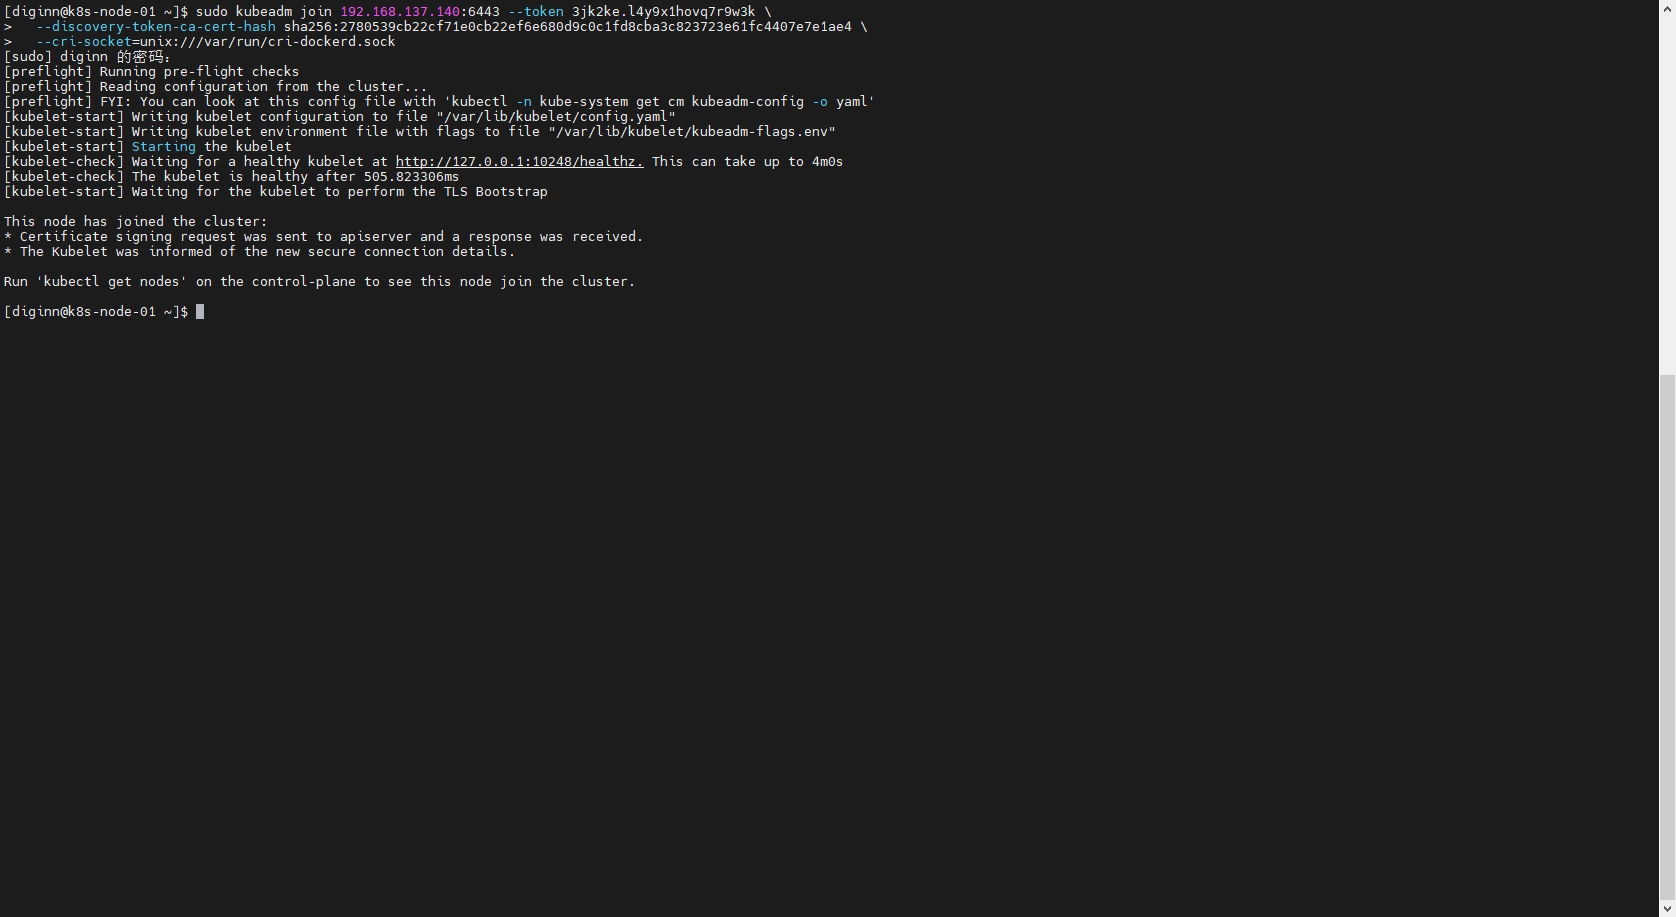 [diginn@k8s-node-01 ~]$ sudo kubeadm join 192.168.137.140:6443 --token 3jk2ke.l4y9x1hovq7r9w3k \
>   --discovery-token-ca-cert-hash sha256:2780539cb22cf71e0cb22ef6e680d9c0c1fd8cba3c823723e61fc4407e7e1ae4 \
>   --cri-socket=unix:///var/run/cri-dockerd.sock
[sudo] diginn 的密码：
[preflight] Running pre-flight checks
[preflight] Reading configuration from the cluster...
[preflight] FYI: You can look at this config file with 'kubectl -n kube-system get cm kubeadm-config -o yaml'
[kubelet-start] Writing kubelet configuration to file "/var/lib/kubelet/config.yaml"
[kubelet-start] Writing kubelet environment file with flags to file "/var/lib/kubelet/kubeadm-flags.env"
[kubelet-start] Starting the kubelet
[kubelet-check] Waiting for a healthy kubelet at http://127.0.0.1:10248/healthz. This can take up to 4m0s
[kubelet-check] The kubelet is healthy after 505.823306ms
[kubelet-start] Waiting for the kubelet to perform the TLS Bootstrap

This node has joined the cluster:
* Certificate signing request was sent to apiserver and a response was received.
* The Kubelet was informed of the new secure connection details.

Run 'kubectl get nodes' on the control-plane to see this node join the cluster.

[diginn@k8s-node-01 ~]$